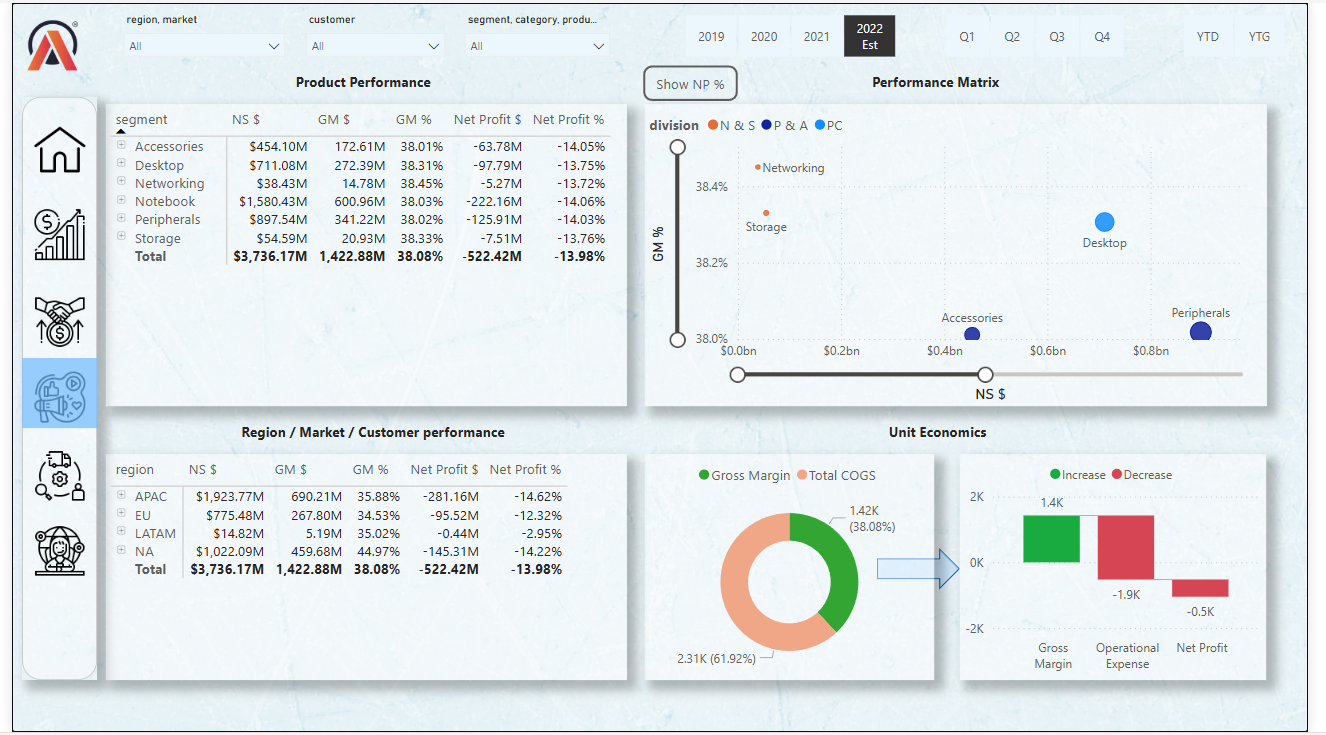 region, market
customer
segment, category, produ...
All
All
All
2019
2020
2021
2022
Est
Q1
Q2
Q3
Q4
YTD
YTG
Product Performance
segment NS $ GM $ GM % Net Profit $ Net Profit %
Accessories $454.10M 172.61M 38.01% -63.78M -14.05%
Desktop $711.08M 272.39M 38.31% -97.79M -13.75%
Networking $38.43M 14.78M 38.45% -5.27M -13.72%
Notebook $1,580.43M 600.96M 38.03% -222.16M -14.06%
Peripherals $897.54M 341.22M 38.02% -125.91M -14.03%
Storage $54.59M 20.93M 38.33% -7.51M -13.76%
Total $3,736.17M 1,422.88M 38.08% -522.42M -13.98%
Show NP %
Performance Matrix
division N & S P & A PC
GM %
38.4%
38.2%
38.0%
Networking
Storage
Desktop
Accessories
Peripherals
$0.0bn $0.2bn $0.4bn $0.6bn $0.8bn
NS $
Region / Market / Customer performance
region NS $ GM $ GM % Net Profit $ Net Profit %
APAC $1,923.77M 690.21M 35.88% -281.16M -14.62%
EU $775.48M 267.80M 34.53% -95.52M -12.32%
LATAM $14.82M 5.19M 35.02% -0.44M -2.95%
NA $1,022.09M 459.68M 44.97% -145.31M -14.22%
Total $3,736.17M 1,422.88M 38.08% -522.42M -13.98%
Unit Economics
Gross Margin Total COGS
1.42K
(38.08%)
2.31K (61.92%)
Increase Decrease
2K
0K
-2K
1.4K
-1.9K
-0.5K
Gross
Margin
Operational
Expense
Net Profit